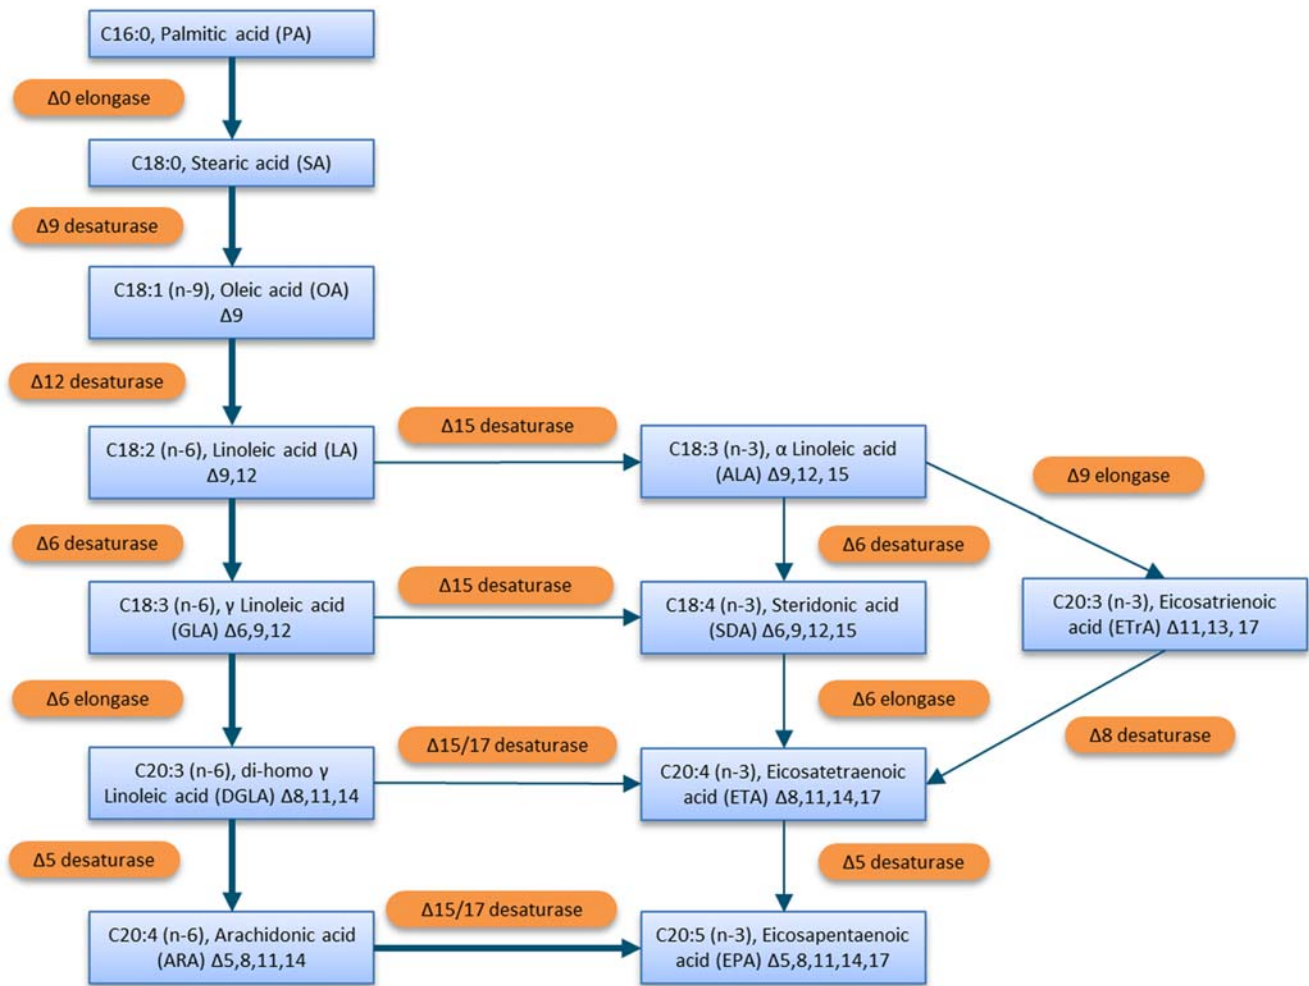 C16:0, Palmitic acid (PA)
Δ0 elongase
C18:0, Stearic acid (SA)
Δ9 desaturase
C18:1 (n-9), Oleic acid (OA)
Δ9
Δ12 desaturase
C18:2 (n-6), Linoleic acid (LA)
Δ9,12
Δ15 desaturase
C18:3 (n-3), α Linoleic acid
(ALA) Δ9,12, 15
Δ9 elongase
Δ6 desaturase
Δ6 desaturase
C18:3 (n-6), γ Linoleic acid
(GLA) Δ6,9,12
Δ15 desaturase
C18:4 (n-3), Steridonic acid
(SDA) Δ6,9,12,15
C20:3 (n-3), Eicosatrienoic
acid (ETrA) Δ11,13, 17
Δ6 elongase
Δ6 elongase
Δ8 desaturase
C20:3 (n-6), di-homo γ
Linoleic acid (DGLA) Δ8,11,14
Δ15/17 desaturase
C20:4 (n-3), Eicosatetraenoic
acid (ETA) Δ8,11,14,17
Δ5 desaturase
Δ5 desaturase
C20:4 (n-6), Arachidonic acid
(ARA) Δ5,8,11,14
Δ15/17 desaturase
C20:5 (n-3), Eicosapentaenoic
acid (EPA) Δ5,8,11,14,17